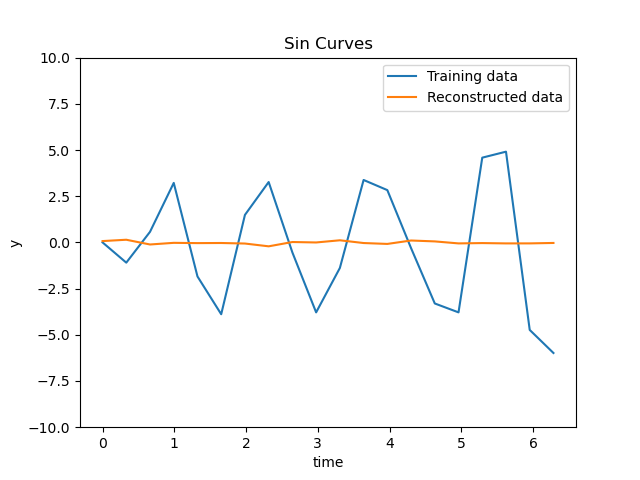 Sin Curves
Training data
Reconstructed data
10.0
7.5
5.0
2.5
0.0
−2.5
−5.0
−7.5
−10.0
y
0 1 2 3 4 5 6
time